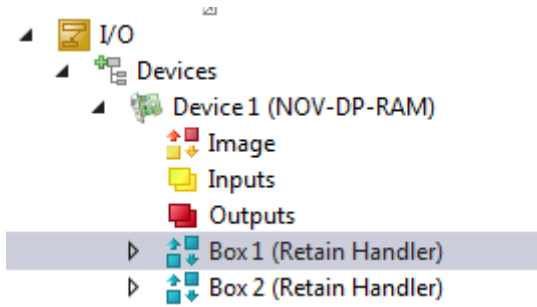 I/O
Devices
Device 1 (NOV-DP-RAM)
Image
Inputs
Outputs
Box 1 (Retain Handler)
Box 2 (Retain Handler)